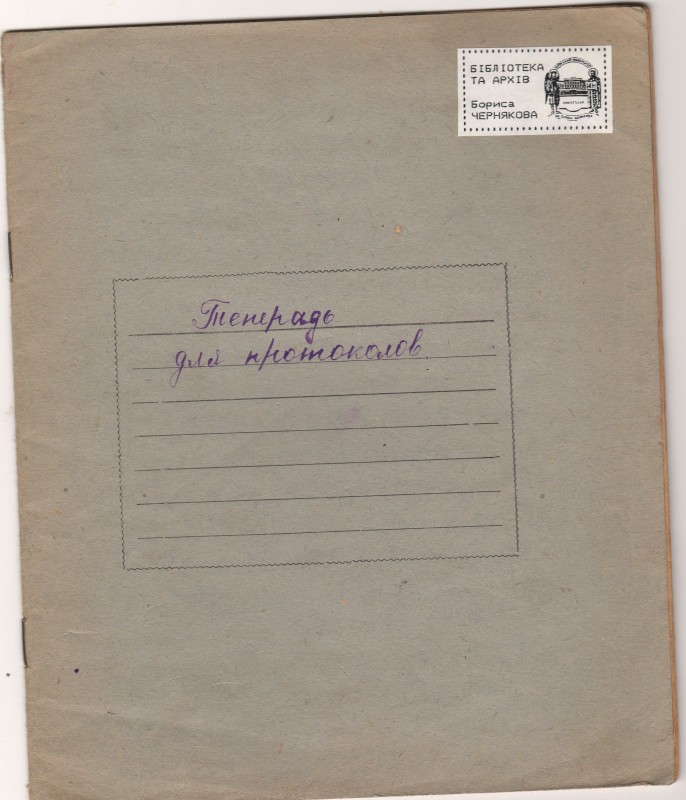 БІБЛІОТЕКА
ТА АРХІВ
Бориса
ЧЕРНЯКОВА
Тетрадь
для протоколов